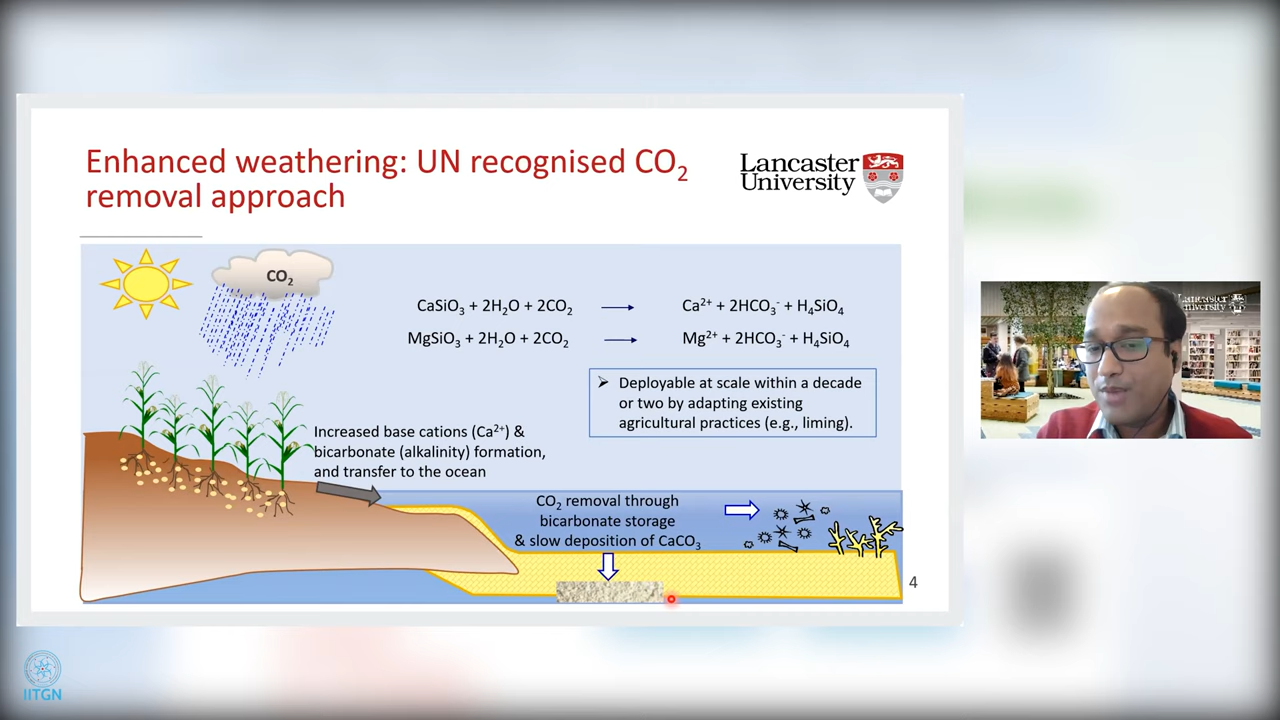 Enhanced weathering: UN recognised CO₂
removal approach
Lancaster
University
CO₂
CaSiO₃ + 2H₂O + 2CO₂ → Ca²⁺ + 2HCO₃⁻ + H₄SiO₄
MgSiO₃ + 2H₂O + 2CO₂ → Mg²⁺ + 2HCO₃⁻ + H₄SiO₄
➢ Deployable at scale within a decade
or two by adapting existing
agricultural practices (e.g., liming).
Increased base cations (Ca²⁺) &
bicarbonate (alkalinity) formation,
and transfer to the ocean
CO₂ removal through
bicarbonate storage
& slow deposition of CaCO₃
4
Lancaster
University
IITGN